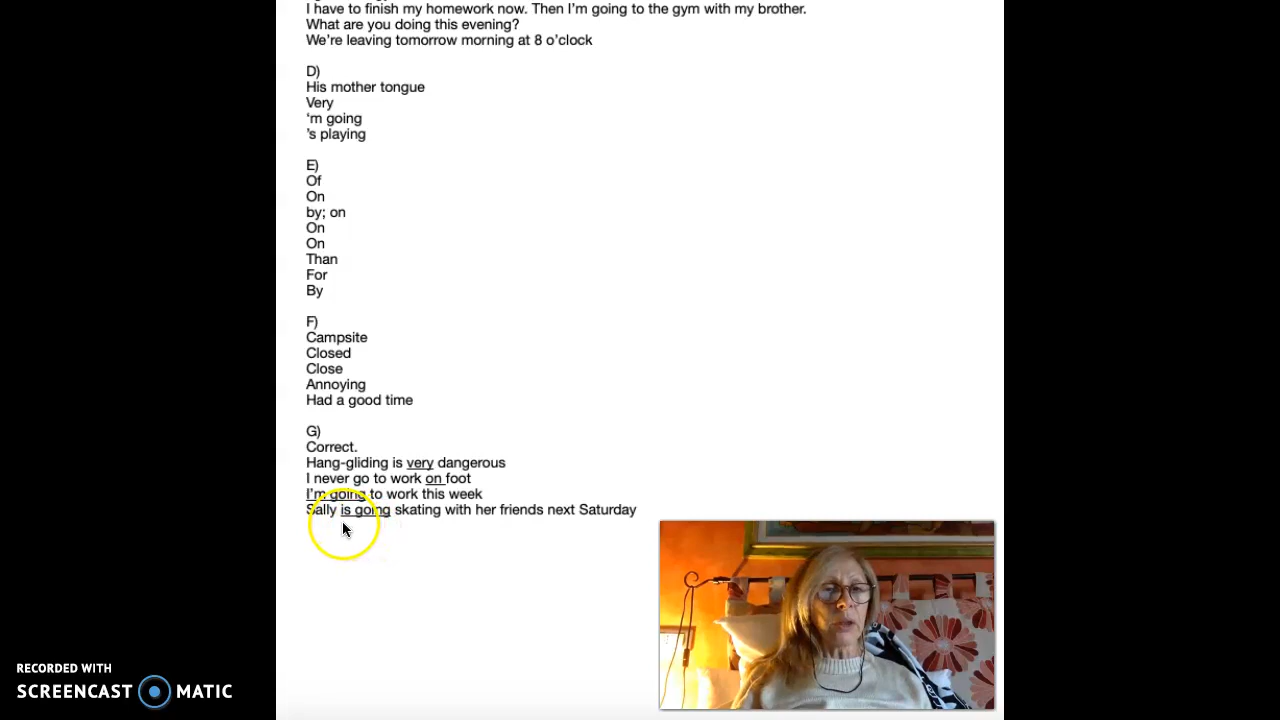 I have to finish my homework now. Then I'm going to the gym with my brother.
What are you doing this evening?
We're leaving tomorrow morning at 8 o'clock
D)
His mother tongue
Very
‘m going
’s playing
E)
Of
On
by; on
On
On
Than
For
By
F)
Campsite
Closed
Close
Annoying
Had a good time
G)
Correct.
Hang-gliding is very dangerous
I never go to work on foot
I'm going to work this week
Sally is going skating with her friends next Saturday
RECORDED WITH
SCREENCAST MATIC